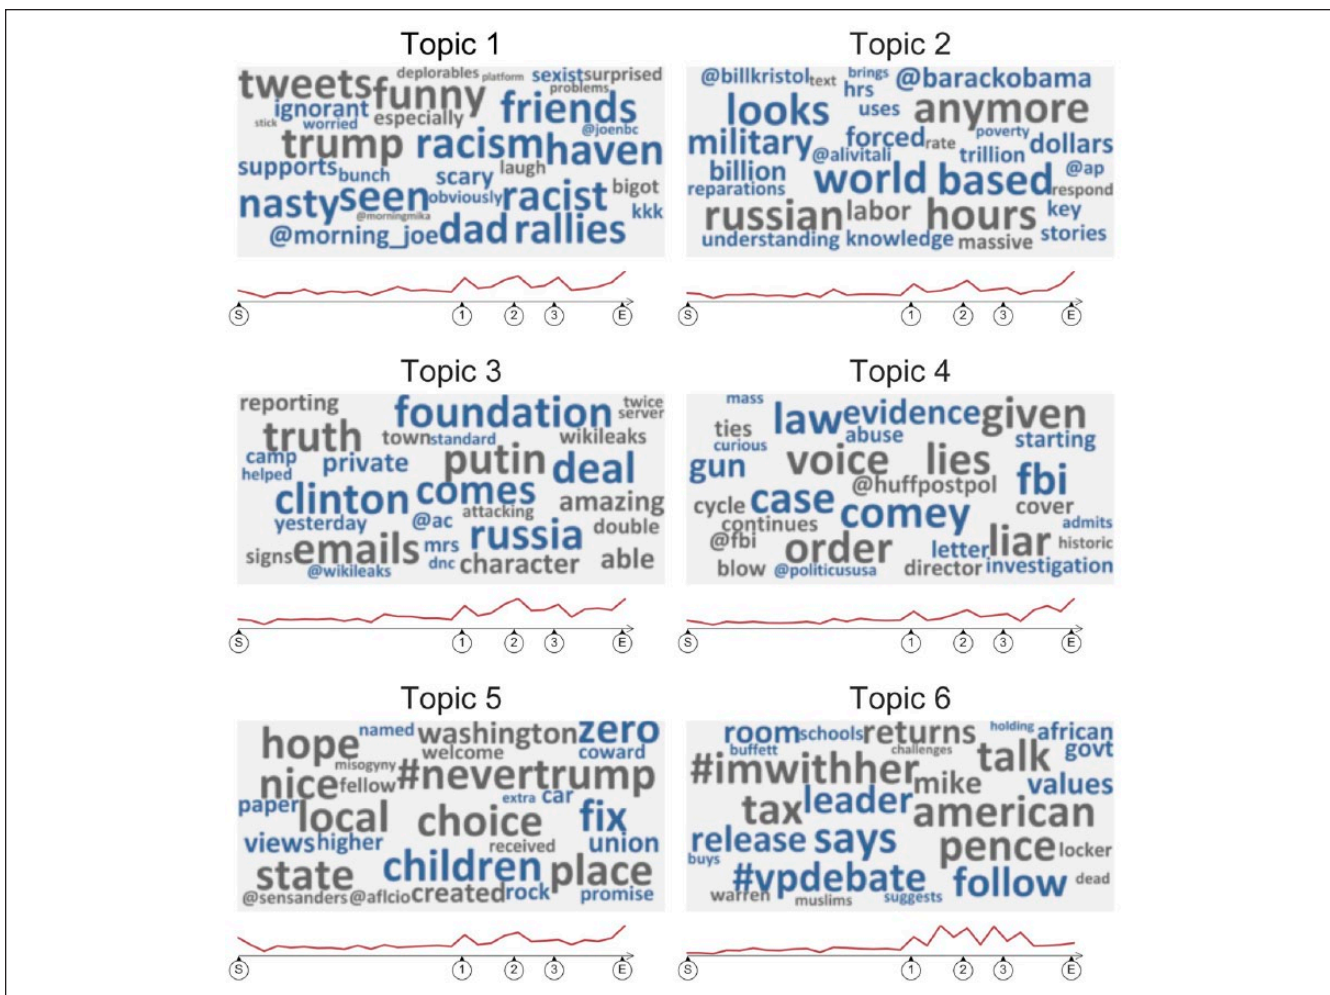 Topic 1
tweets funny deplorables platform sexist surprised
ignorant especially friends problems
stick worried @joenbc
trump racism haven
supports bunch scary laugh
nasty seen obviously racist bigot
@morningmika kkk
@morning_joe dad rallies
S 1 2 3 E
Topic 2
@billkristol text brings @barackobama
looks hrs uses anymore
military forced rate poverty dollars
@alivitali trillion
billion world based @ap
reparations respond
russian labor hours key
understanding knowledge massive stories
S 1 2 3 E
Topic 3
reporting foundation twice
server
truth town standard wikileaks
camp private putin deal
helped
clinton comes amazing
yesterday @ac attacking russia double
signs emails mrs able
@wikileaks dnc character
S 1 2 3 E
Topic 4
mass law evidence given
ties abuse starting
curious
gun voice lies fbi
@huffpostpol
cycle case comey cover
continues admits
@fbi order letter liar historic
blow @politicususa director investigation
S 1 2 3 E
Topic 5
hope named washington zero
welcome coward
misogyny
nice fellow #nevertrump
paper local extra car
choice fix
views higher received union
state children place
@sensanders @aflcio created rock promise
S 1 2 3 E
Topic 6
room schools returns holding african
buffett challenges talk govt
#imwithher mike values
tax leader american
release says pence locker
buys
#vpdebate follow dead
warren muslims suggests
S 1 2 3 E